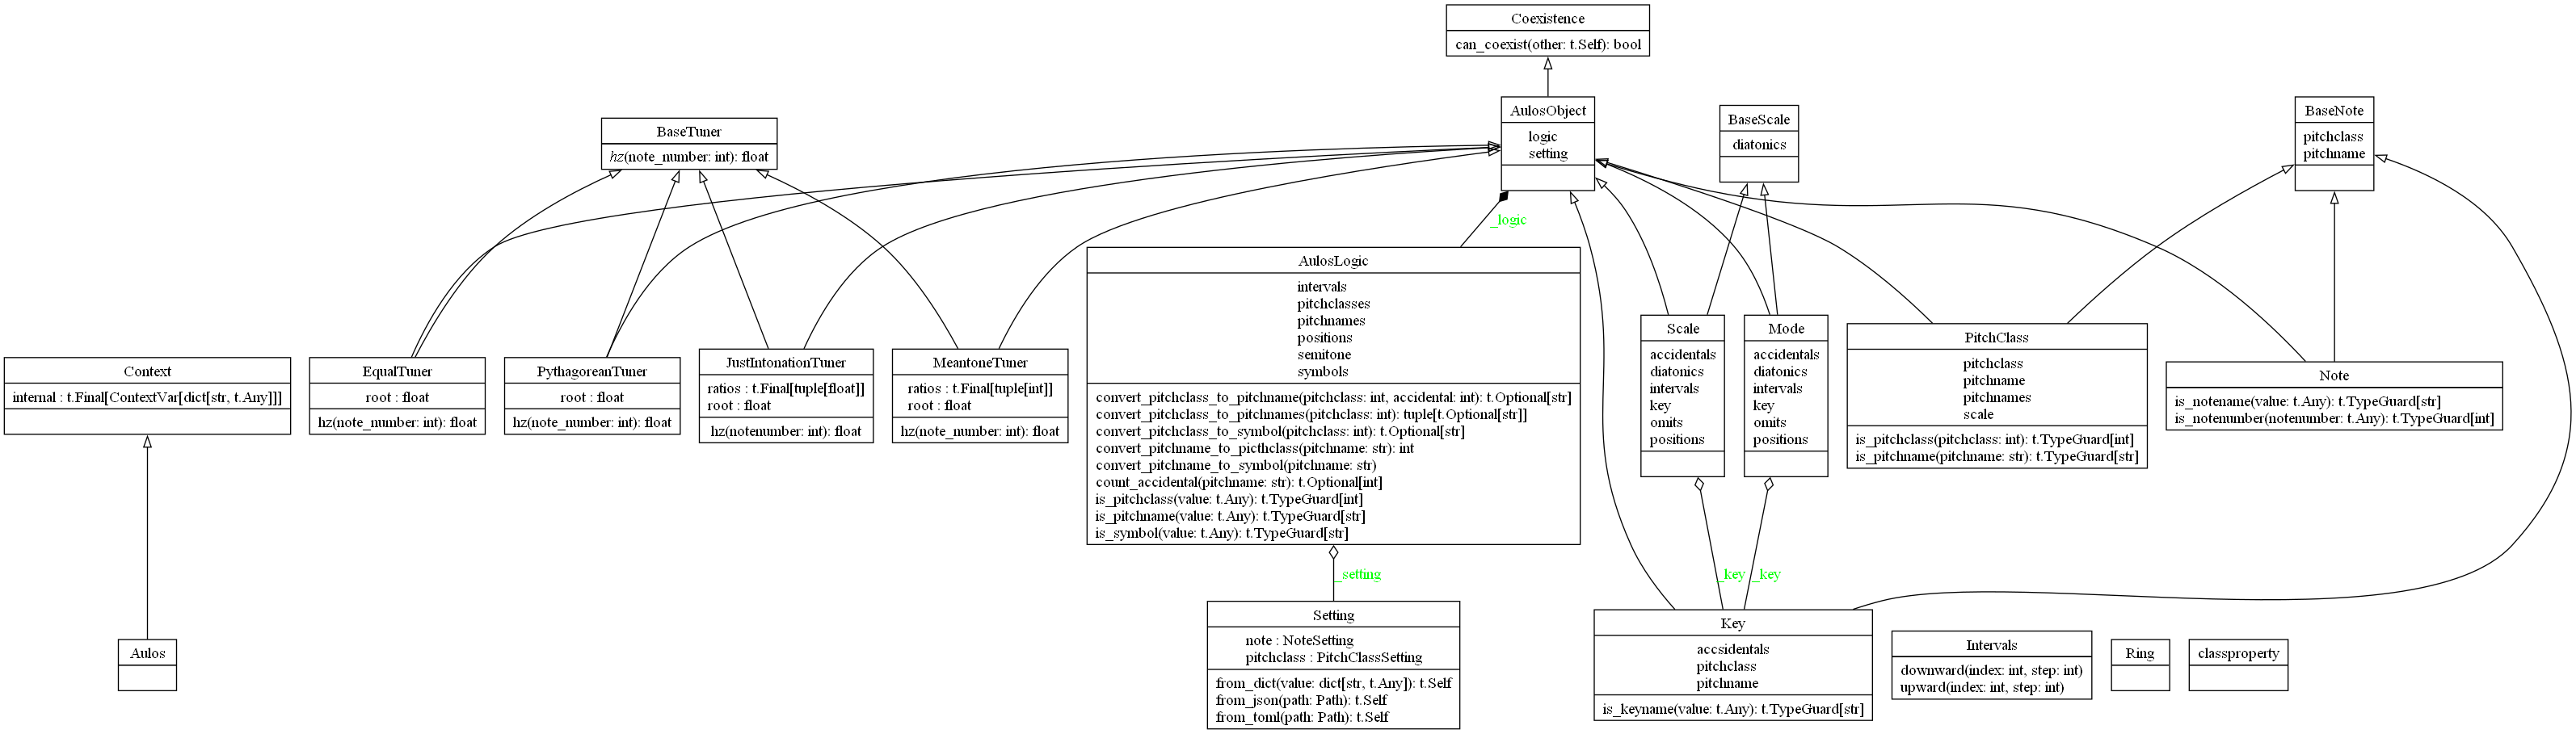 Coexistence
can_coexist(other: t.Self): bool
BaseTuner
hz(note_number: int): float
AulosObject
logic
setting
BaseScale
diatonics
BaseNote
pitchclass
pitchname
_logic
Context
internal : t.Final[ContextVar[dict[str, t.Any]]]
EqualTuner
root : float
hz(note_number: int): float
PythagoreanTuner
root : float
hz(note_number: int): float
JustIntonationTuner
ratios : t.Final[tuple[float]]
root : float
hz(notenumber: int): float
MeantoneTuner
ratios : t.Final[tuple[int]]
root : float
hz(note_number: int): float
AulosLogic
intervals
pitchclasses
pitchnames
positions
semitone
symbols
convert_pitchclass_to_pitchname(pitchclass: int, accidental: int): t.Optional[str]
convert_pitchclass_to_pitchnames(pitchclass: int): tuple[t.Optional[str]]
convert_pitchclass_to_symbol(pitchclass: int): t.Optional[str]
convert_pitchname_to_picthclass(pitchname: str): int
convert_pitchname_to_symbol(pitchname: str)
count_accidental(pitchname: str): t.Optional[int]
is_pitchclass(value: t.Any): t.TypeGuard[int]
is_pitchname(value: t.Any): t.TypeGuard[str]
is_symbol(value: t.Any): t.TypeGuard[str]
Scale
accidentals
diatonics
intervals
key
omits
positions
Mode
accidentals
diatonics
intervals
key
omits
positions
PitchClass
pitchclass
pitchname
pitchnames
scale
is_pitchclass(pitchclass: int): t.TypeGuard[int]
is_pitchname(pitchname: str): t.TypeGuard[str]
Note
is_notename(value: t.Any): t.TypeGuard[str]
is_notenumber(notenumber: t.Any): t.TypeGuard[int]
_setting
_key
_key
Aulos
Setting
note : NoteSetting
pitchclass : PitchClassSetting
from_dict(value: dict[str, t.Any]): t.Self
from_json(path: Path): t.Self
from_toml(path: Path): t.Self
Key
accsidentals
pitchclass
pitchname
is_keyname(value: t.Any): t.TypeGuard[str]
Intervals
downward(index: int, step: int)
upward(index: int, step: int)
Ring
classproperty